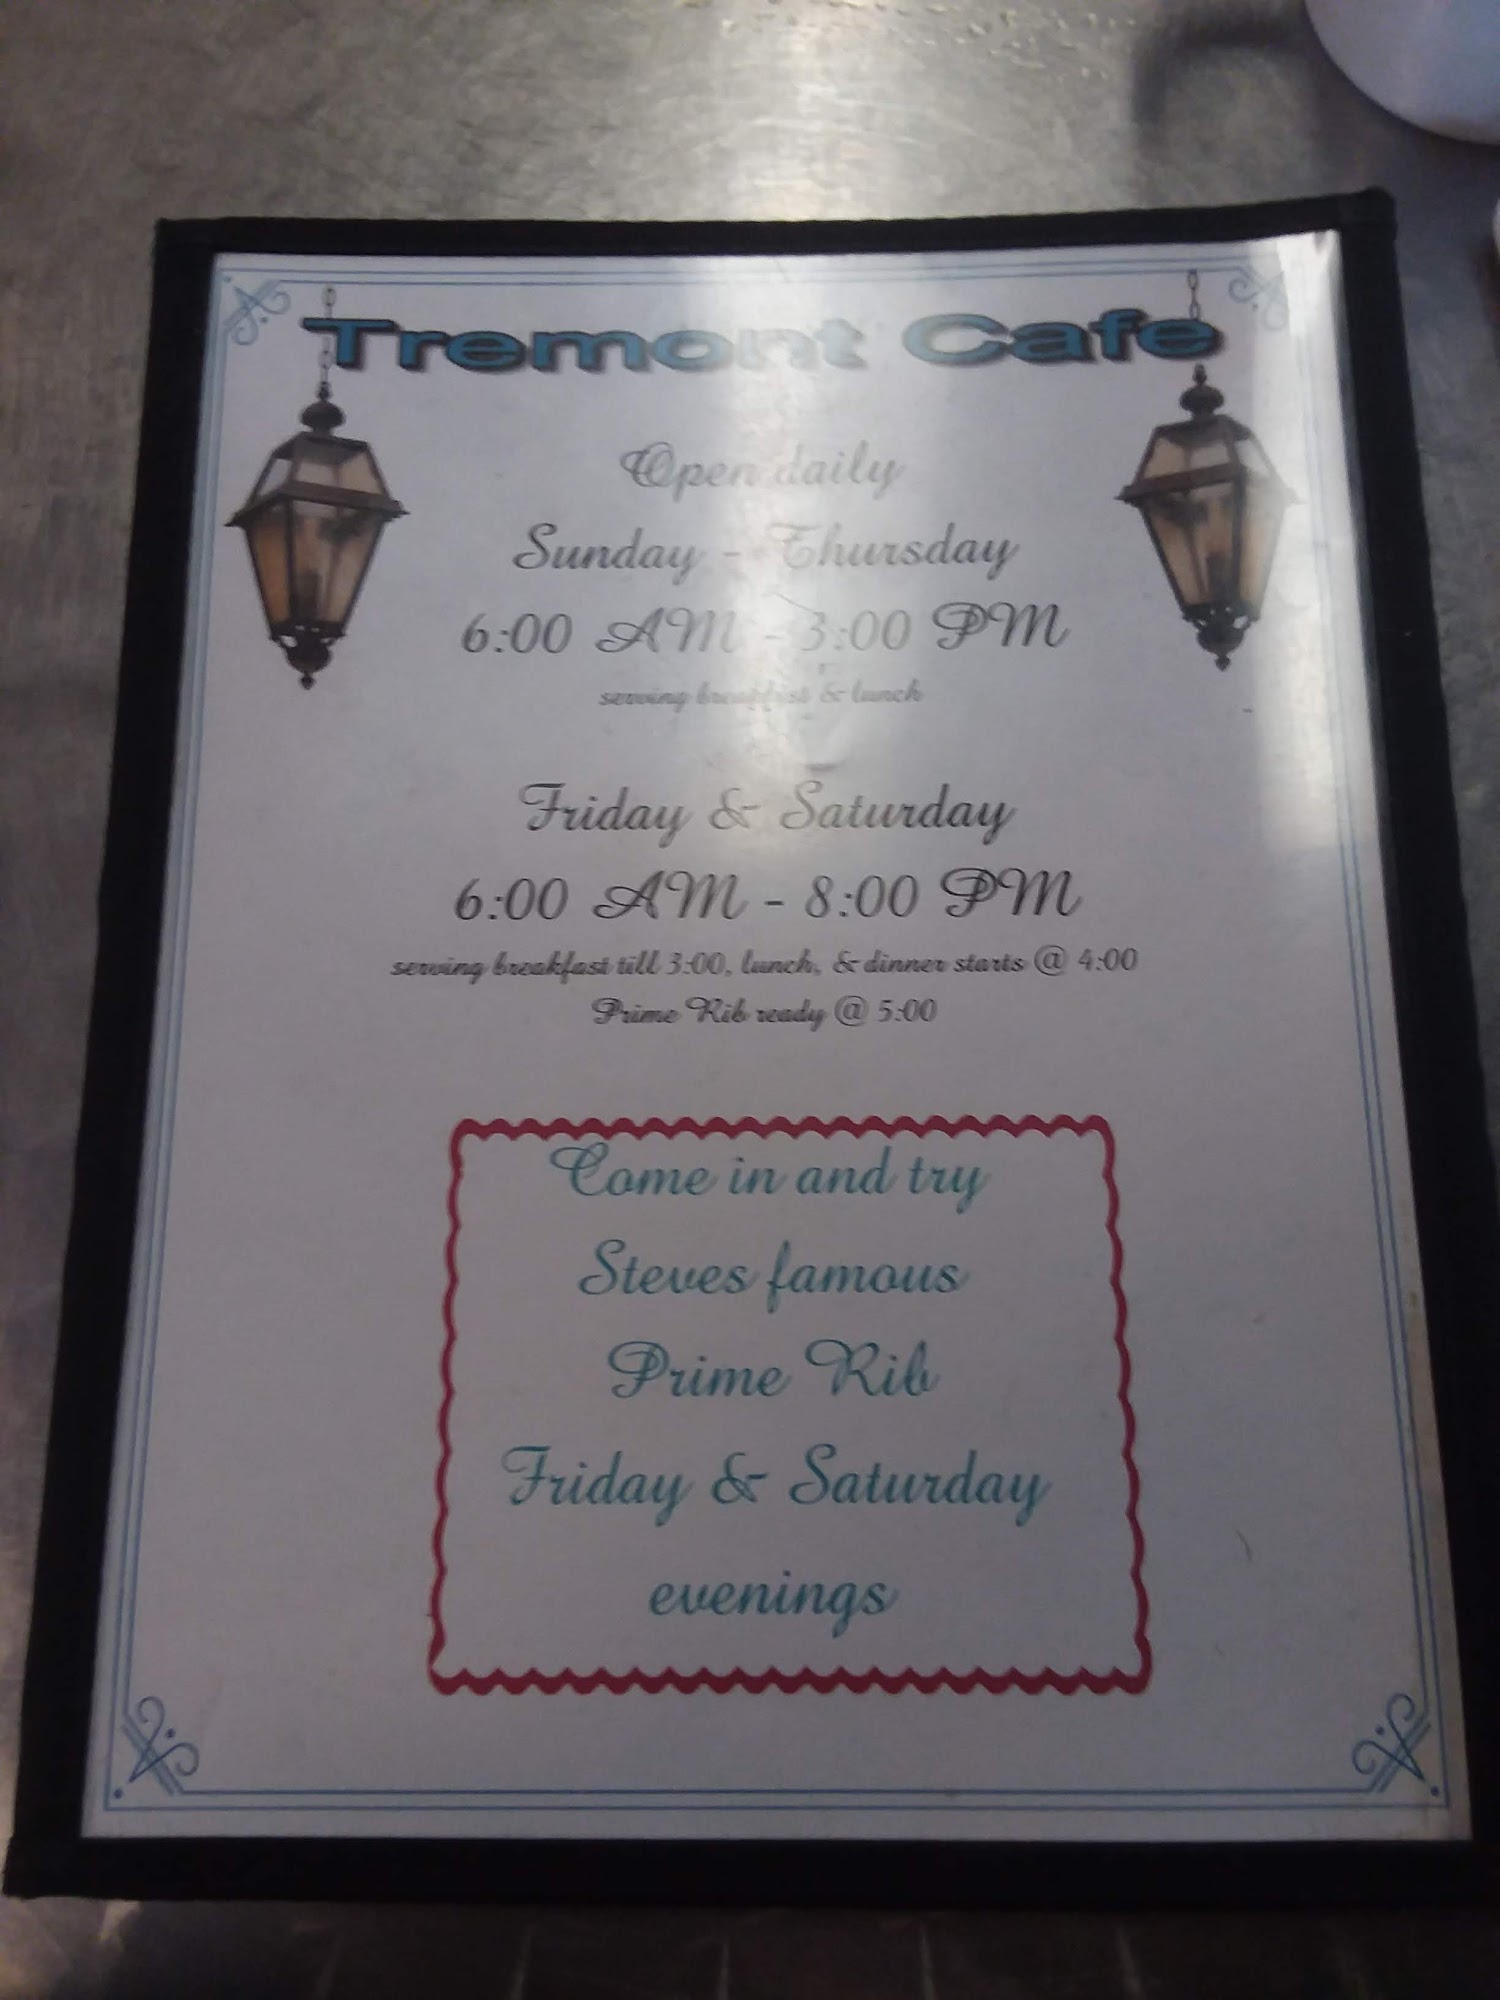 Tremont Cafe
Open daily
Sunday - Thursday
6:00 AM - 3:00 PM
serving breakfast & lunch
Friday & Saturday
6:00 AM - 8:00 PM
serving breakfast till 3:00, lunch, & dinner starts @ 4:00
Prime Rib ready @ 5:00
Come in and try
Steves famous
Prime Rib
Friday & Saturday
evenings